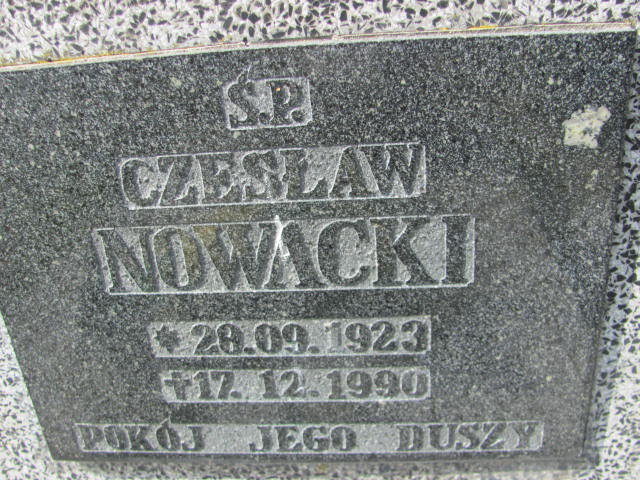 Ś.P.
CZESŁAW
NOWACKI
* 28.09.1923
† 17.12.1990
POKÓJ JEGO DUSZY